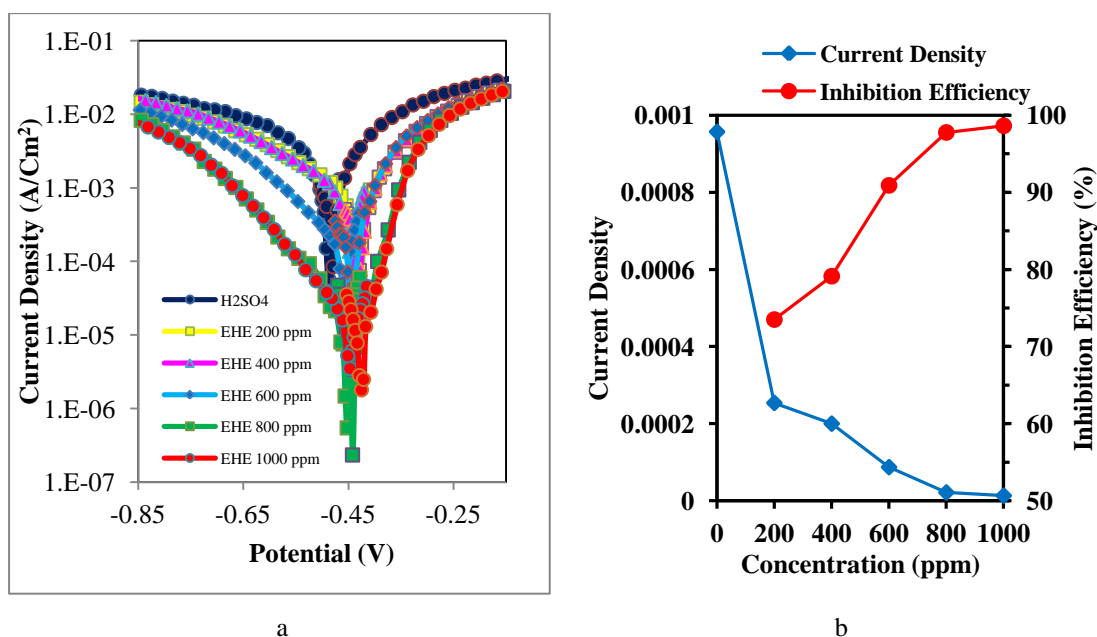 1.E-01
1.E-02
1.E-03
1.E-04
1.E-05
1.E-06
1.E-07
Current Density (A/Cm²)
H2SO4
EHE 200 ppm
EHE 400 ppm
EHE 600 ppm
EHE 800 ppm
EHE 1000 ppm
-0.85 -0.65 -0.45 -0.25
Potential (V)
a
Current Density
Inhibition Efficiency
0.001
0.0008
0.0006
0.0004
0.0002
0
Current Density
100
90
80
70
60
50
Inhibition Efficiency (%)
0 200 400 600 800 1000
Concentration (ppm)
b